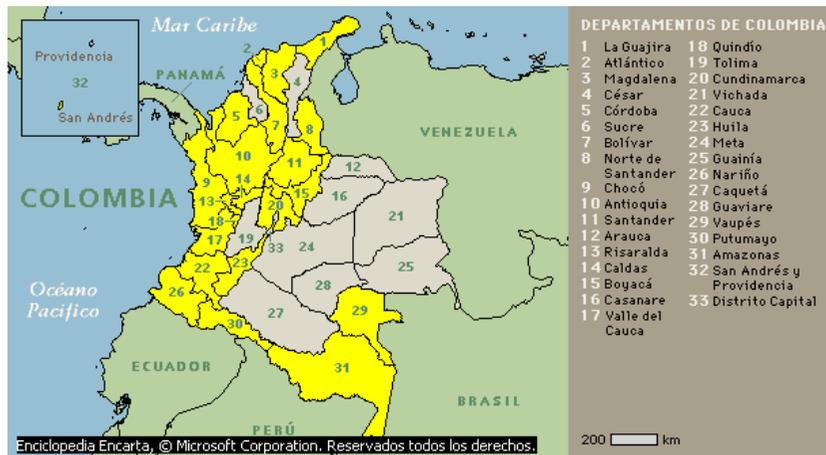 Mar Caribe
Providencia
32
San Andrés
PANAMÁ
VENEZUELA
COLOMBIA
Océano
Pacífico
ECUADOR
PERÚ
BRASIL
1
2
3
4
5
6
7
8
9
10
11
12
13
14
15
16
17
18
19
20
21
22
23
24
25
26
27
28
29
30
31
33
Enciclopedia Encarta, © Microsoft Corporation. Reservados todos los derechos.
DEPARTAMENTOS DE COLOMBIA
1 La Guajira
2 Atlántico
3 Magdalena
4 César
5 Córdoba
6 Sucre
7 Bolívar
8 Norte de
Santander
9 Chocó
10 Antioquia
11 Santander
12 Arauca
13 Risaralda
14 Caldas
15 Boyacá
16 Casanare
17 Valle del
Cauca
18 Quindío
19 Tolima
20 Cundinamarca
21 Vichada
22 Cauca
23 Huila
24 Meta
25 Guainía
26 Nariño
27 Caquetá
28 Guaviare
29 Vaupés
30 Putumayo
31 Amazonas
32 San Andrés y
Providencia
33 Distrito Capital
200 km